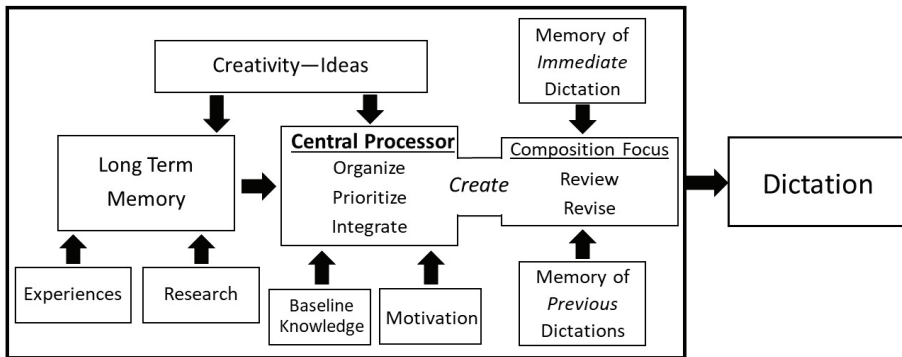 Creativity—Ideas
Memory of
Immediate
Dictation
Long Term
Memory
Central Processor
Organize
Prioritize
Integrate
Create
Composition Focus
Review
Revise
Dictation
Experiences
Research
Baseline
Knowledge
Motivation
Memory of
Previous
Dictations